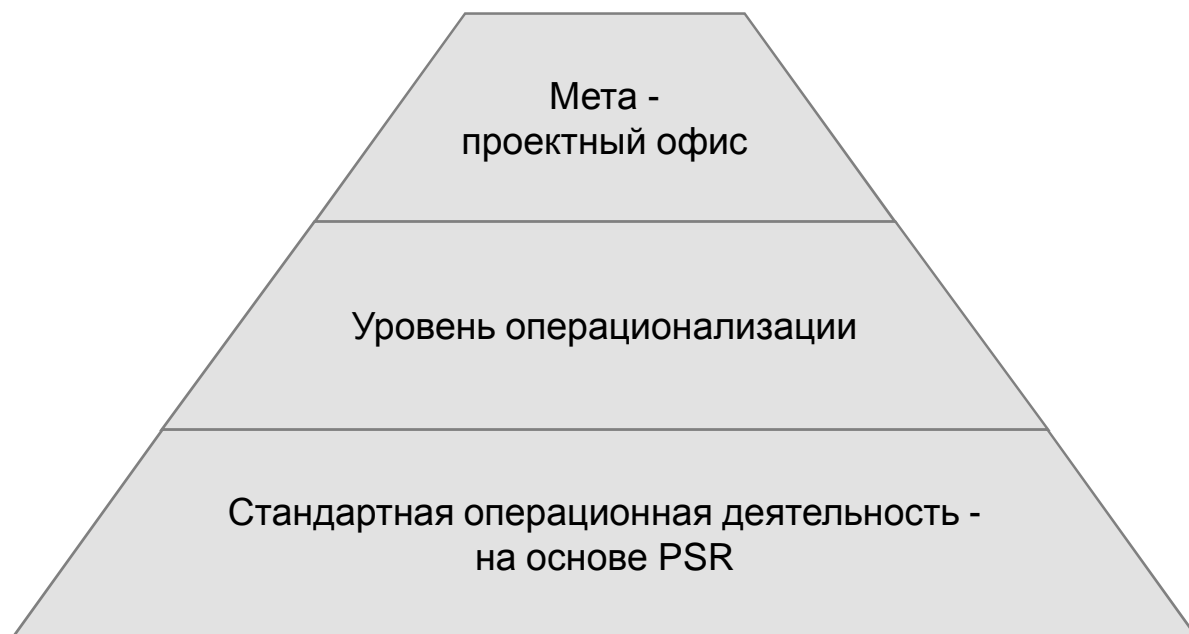 Мета -
проектный офис
Уровень операционализации
Стандартная операционная деятельность -
на основе PSR